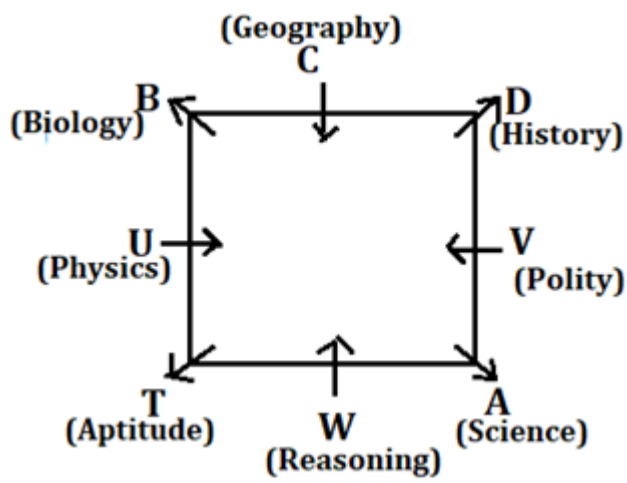 (Geography)
C
B
(Biology)
D
(History)
U
(Physics)
V
(Polity)
T
(Aptitude)
W
(Reasoning)
A
(Science)